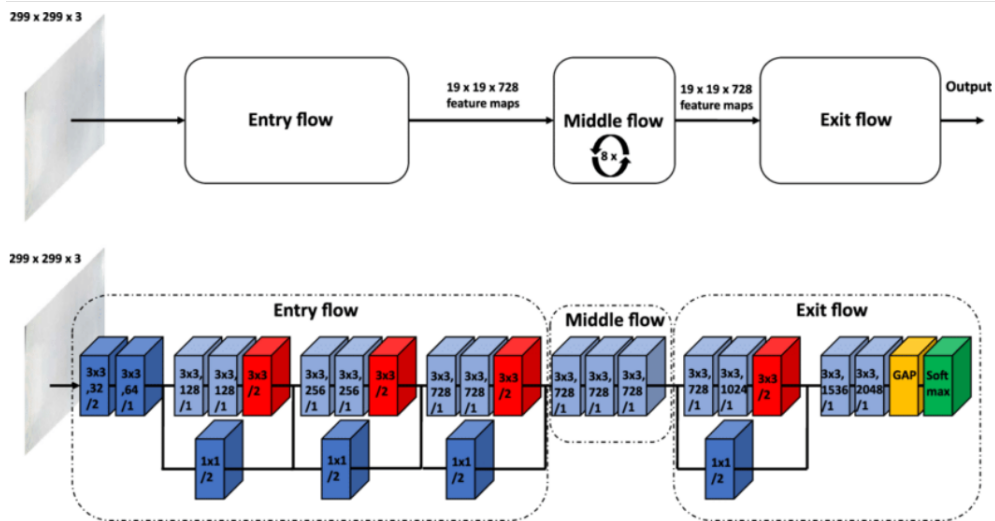 299 x 299 x 3
Entry flow
19 x 19 x 728
feature maps
Middle flow
8 x
19 x 19 x 728
feature maps
Exit flow
Output
299 x 299 x 3
Entry flow
Middle flow
Exit flow
3x3
,32
/2
3x3
,64
/1
3x3,
128
/1
3x3,
128
/1
3x3
/2
3x3,
256
/1
3x3,
256
/1
3x3
/2
3x3,
728
/1
3x3,
728
/1
3x3
/2
3x3,
728
/1
3x3,
728
/1
3x3,
728
/1
3x3,
728
/1
3x3,
1024
/1
3x3
/2
3x3,
1536
/1
3x3,
2048
/1
GAP
Soft
max
1x1
/2
1x1
/2
1x1
/2
1x1
/2